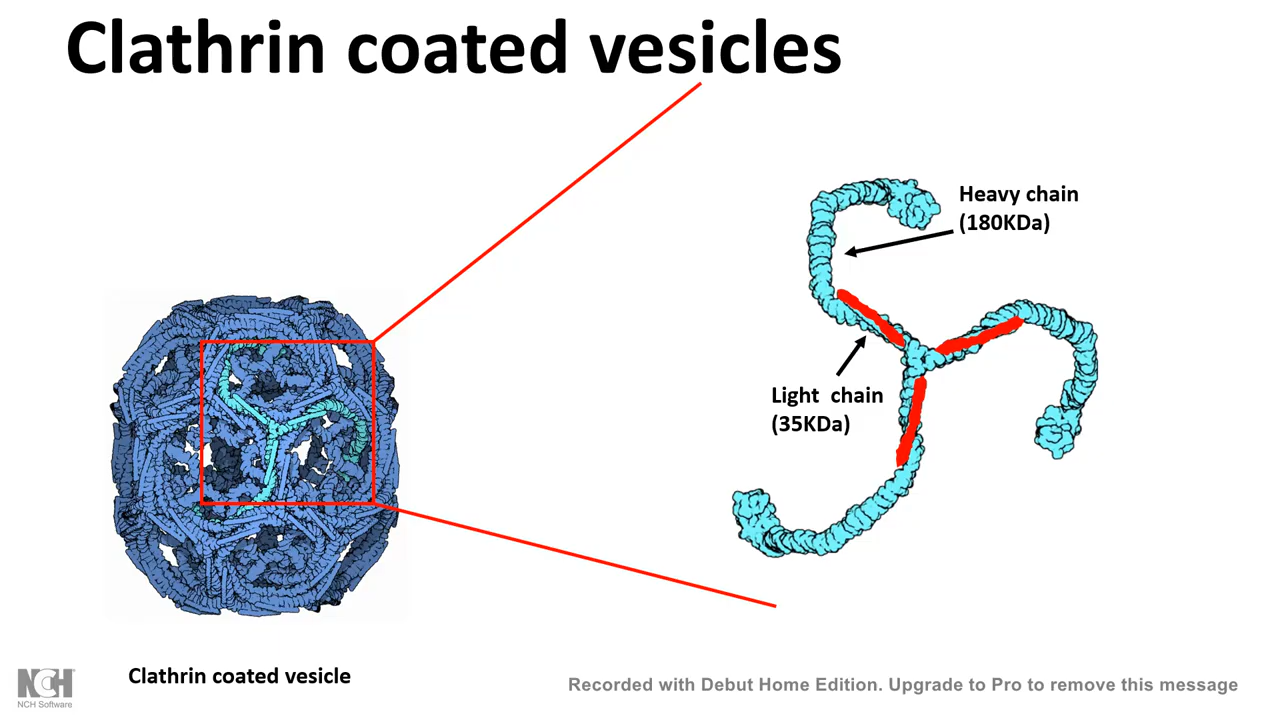 Clathrin coated vesicles
Heavy chain
(180KDa)
Light chain
(35KDa)
Clathrin coated vesicle
NCH
NCH Software
Recorded with Debut Home Edition. Upgrade to Pro to remove this message